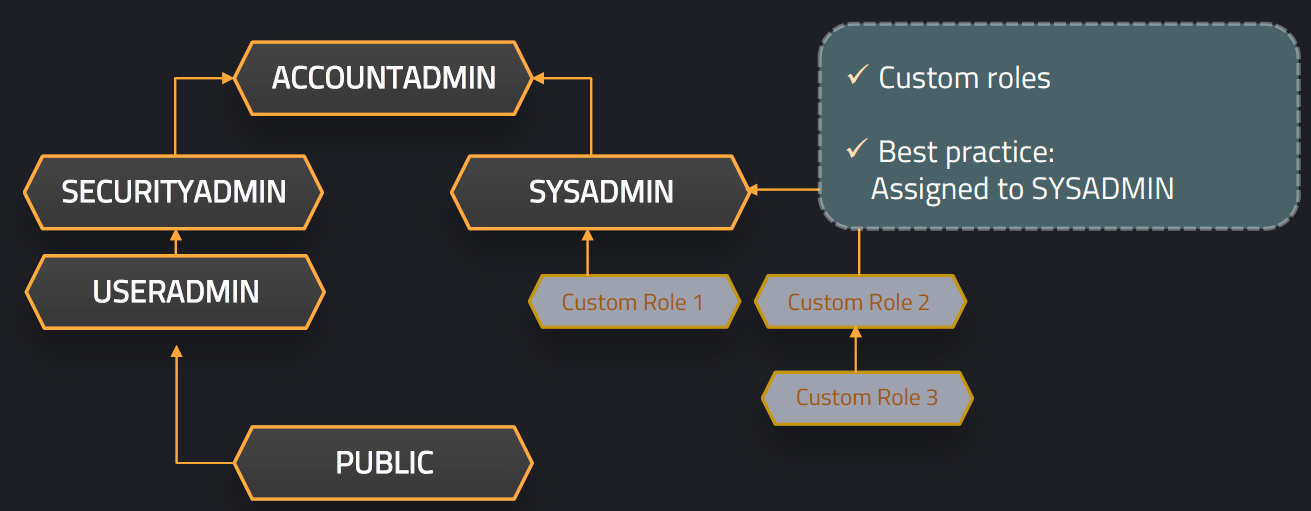 ACCOUNTADMIN
✓ Custom roles
✓ Best practice:
Assigned to SYSADMIN
SECURITYADMIN
SYSADMIN
USERADMIN
Custom Role 1
Custom Role 2
Custom Role 3
PUBLIC